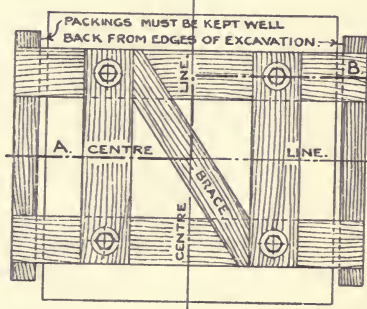 PACKINGS MUST BE KEPT WELL
BACK FROM EDGES OF EXCAVATION.
LINE.
B.
A. CENTRE LINE.
BRACE
CENTRE